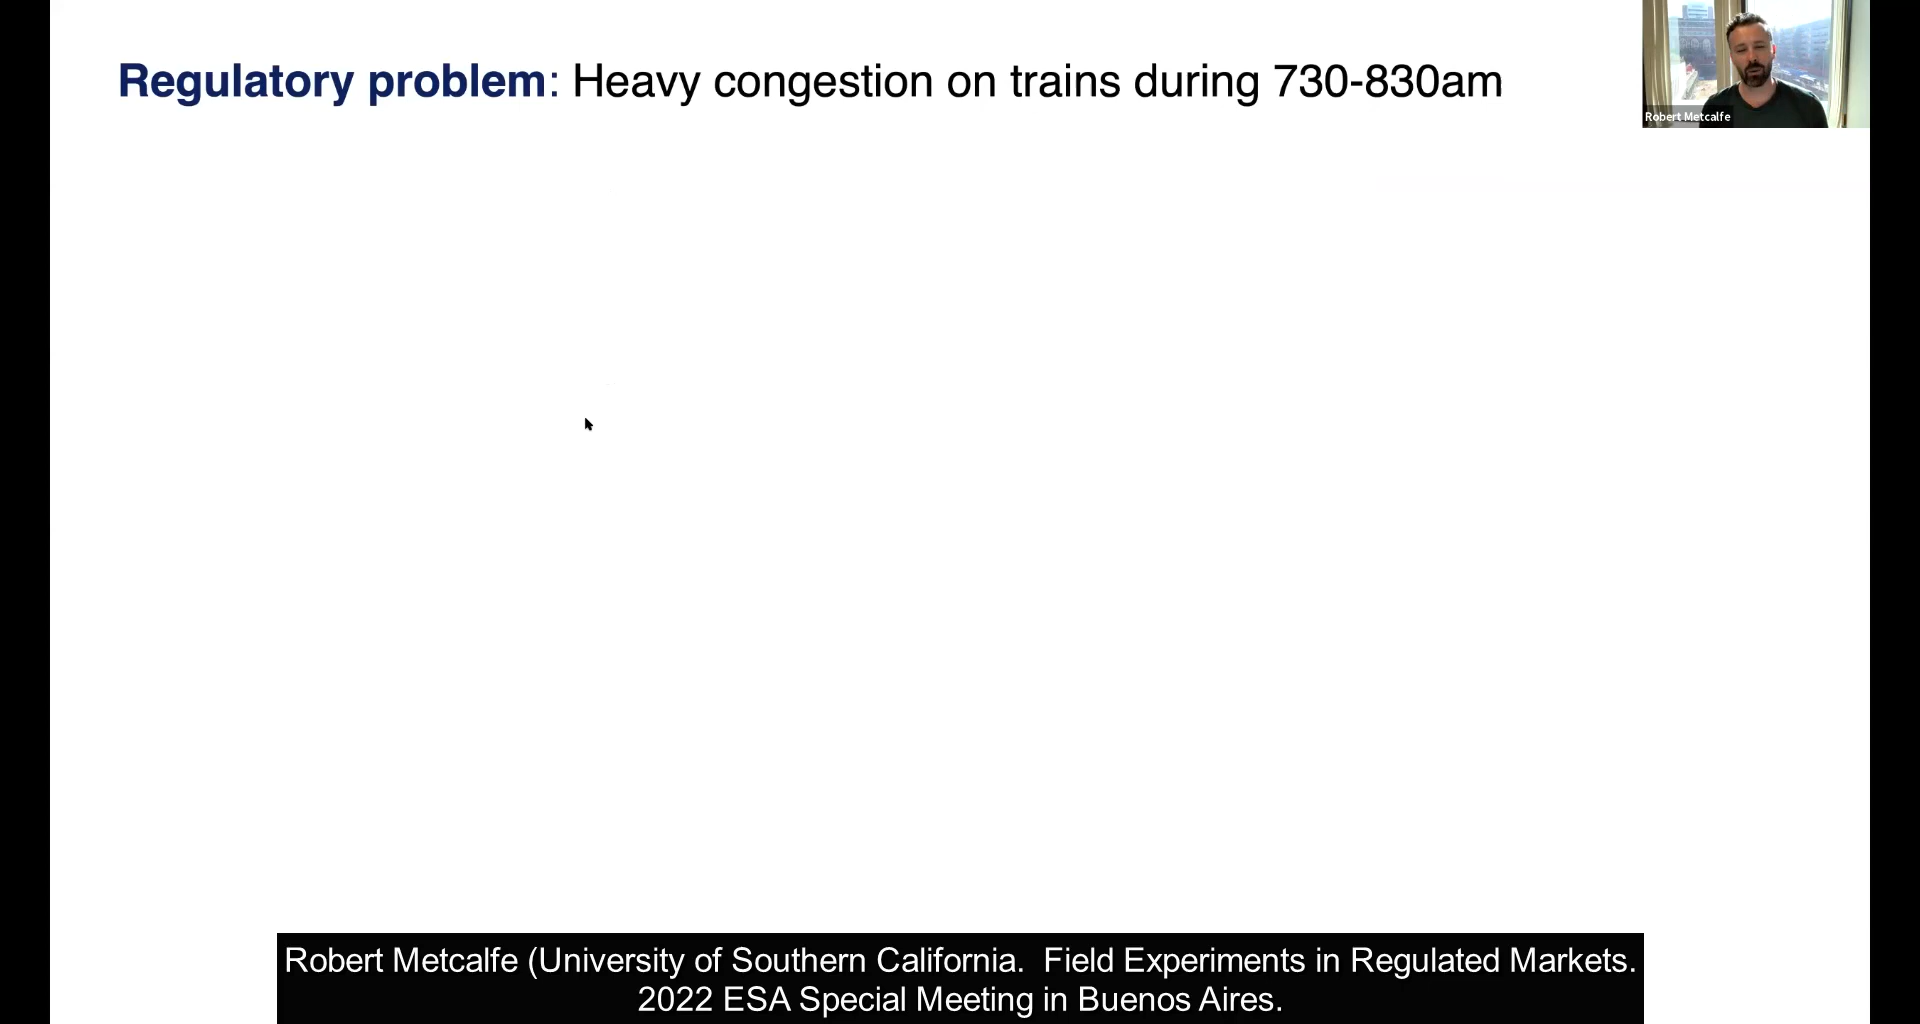 Regulatory problem: Heavy congestion on trains during 730-830am
Robert Metcalfe
Robert Metcalfe (University of Southern California.  Field Experiments in Regulated Markets.
2022 ESA Special Meeting in Buenos Aires.